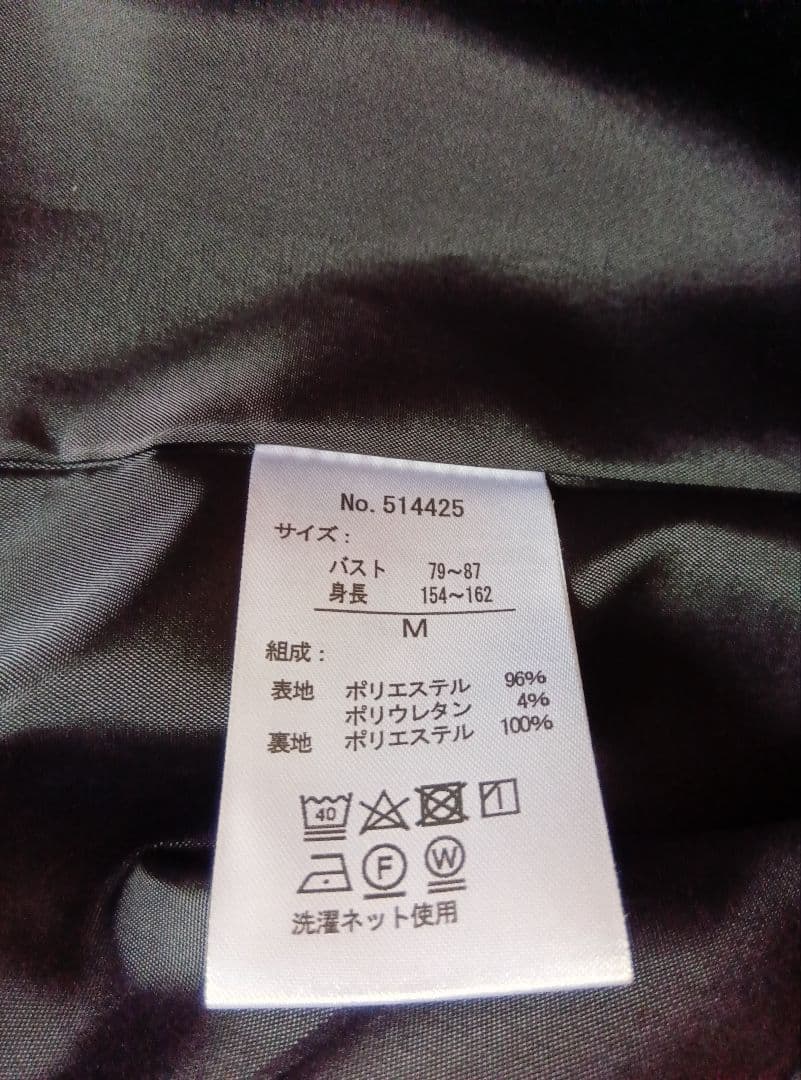 No. 514425
サイズ：
バスト 79～87
身長 154～162
M
組成：
表地 ポリエステル 96%
ポリウレタン 4%
裏地 ポリエステル 100%
40
F W
洗濯ネット使用